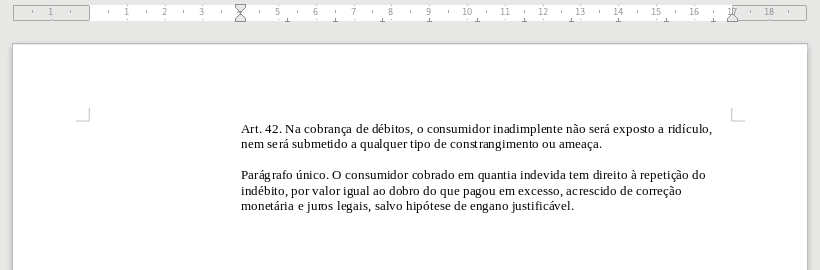 1 1 2 3 5 6 7 8 9 10 11 12 13 14 15 16 17 18
Art. 42. Na cobrança de débitos, o consumidor inadimplente não será exposto a ridículo,
nem será submetido a qualquer tipo de constrangimento ou ameaça.
Parágrafo único. O consumidor cobrado em quantia indevida tem direito à repetição do
indébito, por valor igual ao dobro do que pagou em excesso, acrescido de correção
monetária e juros legais, salvo hipótese de engano justificável.